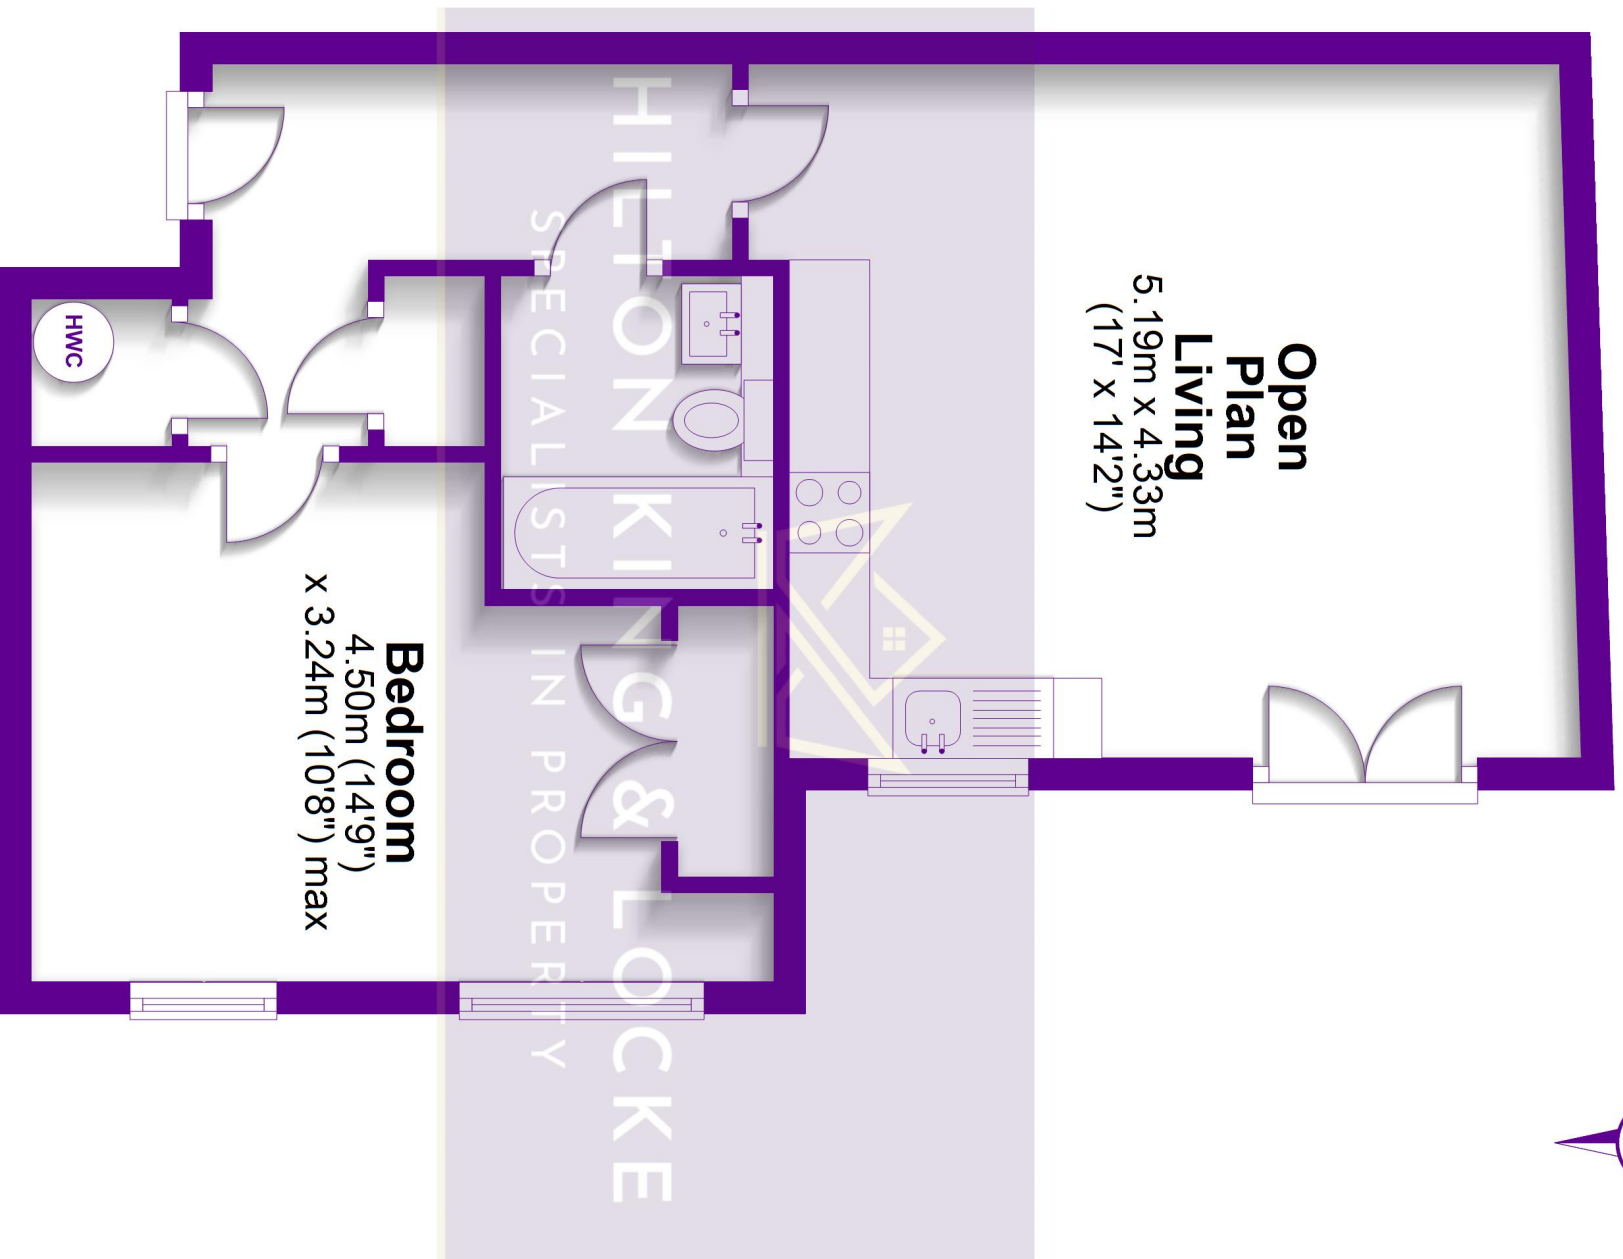 Open
Plan
Living
5.19m x 4.33m
(17' x 14'2")
HWC
Bedroom
4.50m (14'9")
x 3.24m (10'8") max
HILTON KING & LOCKE
SPECIALISTS IN PROPERTY